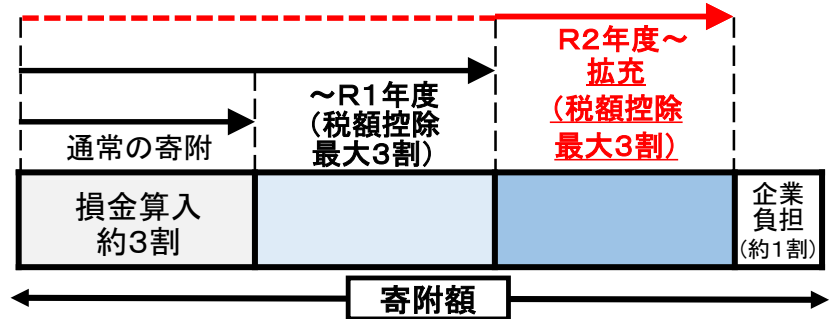 R2年度～
拡充
(税額控除
最大3割)
～R1年度
(税額控除
最大3割)
通常の寄附
損金算入
約3割
企業
負担
(約1割)
寄附額